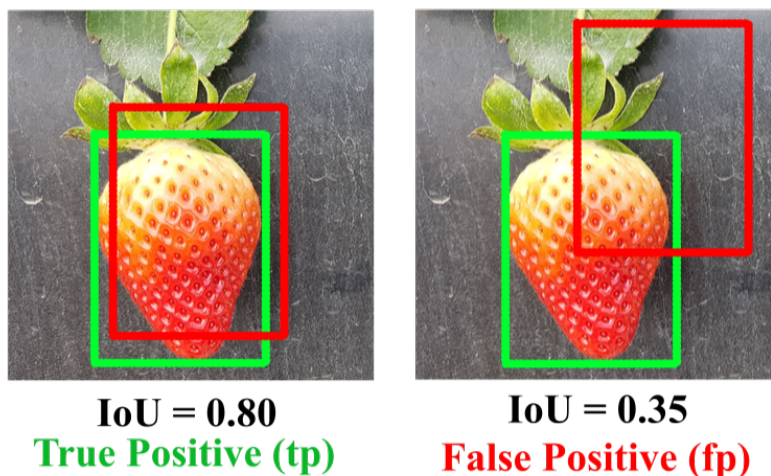 IoU = 0.80
True Positive (tp)
IoU = 0.35
False Positive (fp)